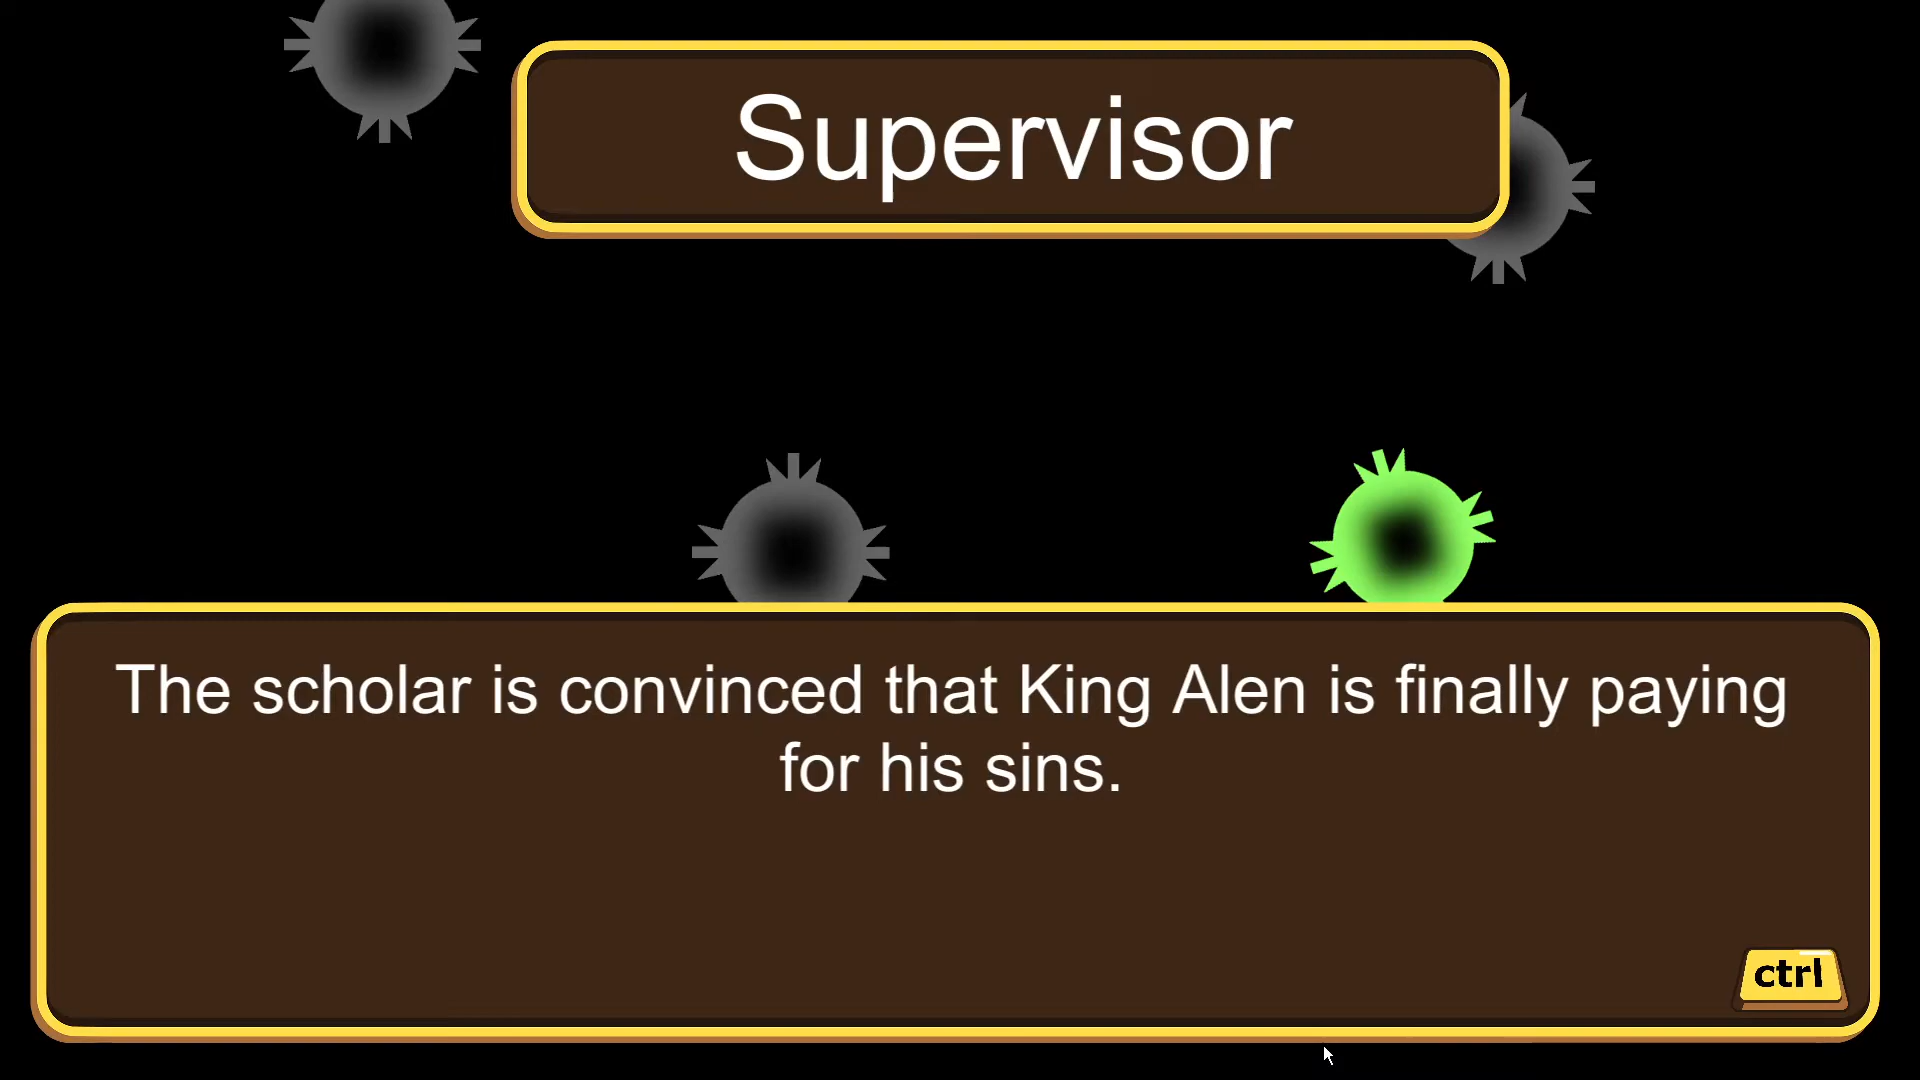 Supervisor
The scholar is convinced that King Alen is finally paying
for his sins.
ctrl